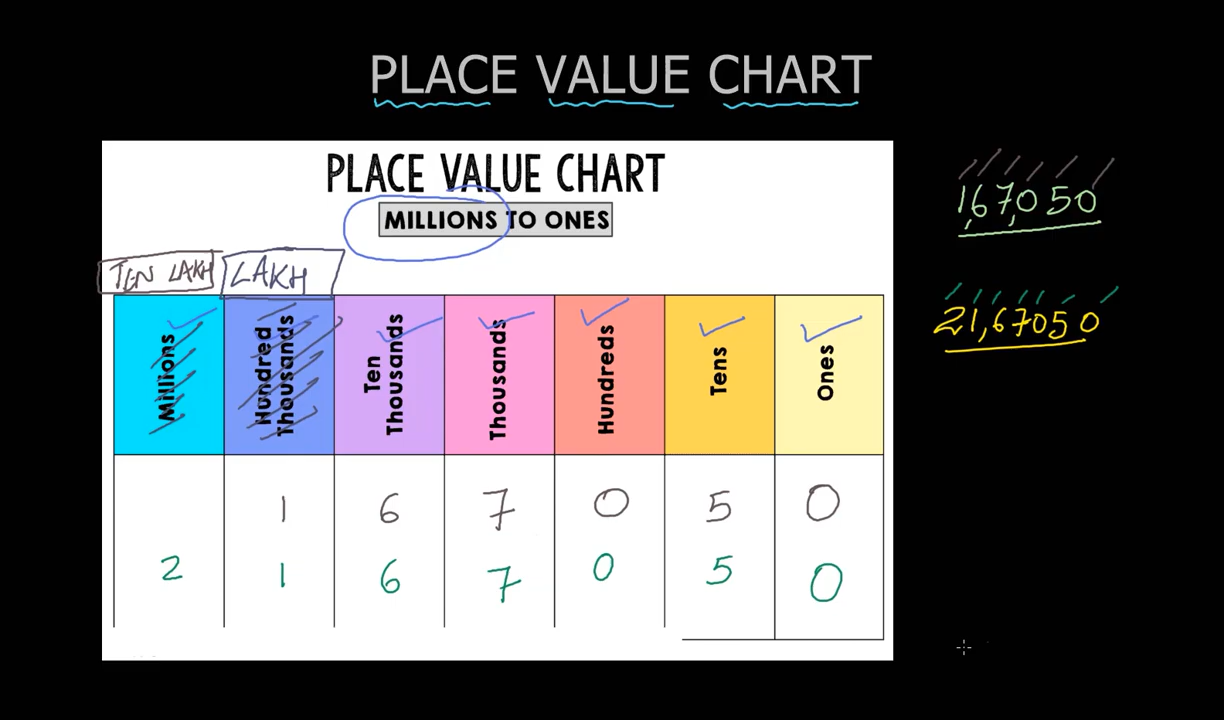 PLACE VALUE CHART
PLACE VALUE CHART
MILLIONS TO ONES
1,67,050
TEN LAKH LAKH
21,67050
Millions Hundred Thousands Ten Thousands Thousands Hundreds Tens Ones
1 6 7 0 5 0
2 1 6 7 0 5 0